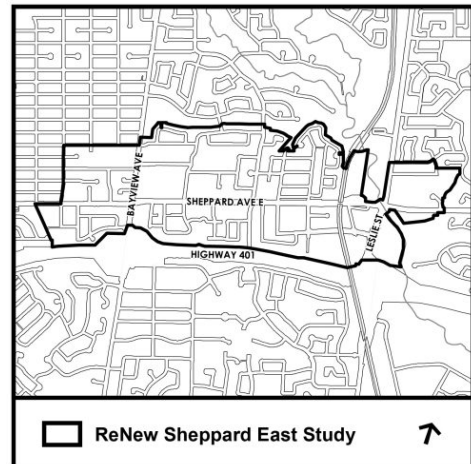 BAYVIEW AVE
SHEPPARD AVE E
LESLIE ST
HIGHWAY 401
ReNew Sheppard East Study